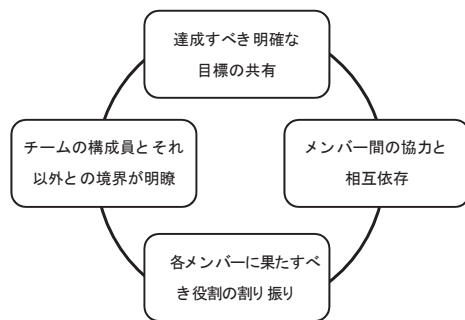 達成すべき明確な
目標の共有
チームの構成員とそれ
以外との境界が明瞭
メンバー間の協力と
相互依存
各メンバーに果たすべ
き役割の割り振り